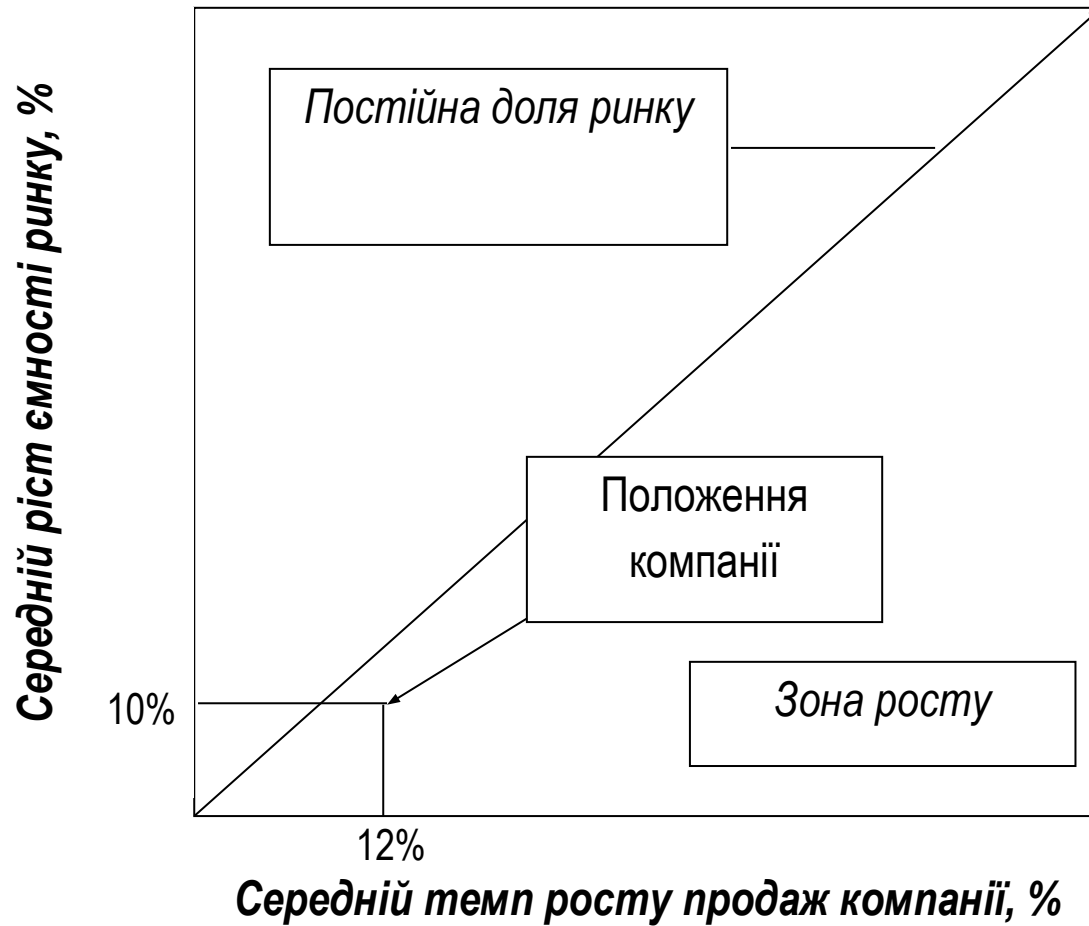 Середній ріст ємності ринку, %
Постійна доля ринку
Положення
компанії
Зона росту
10%
12%
Середній темп росту продаж компанії, %